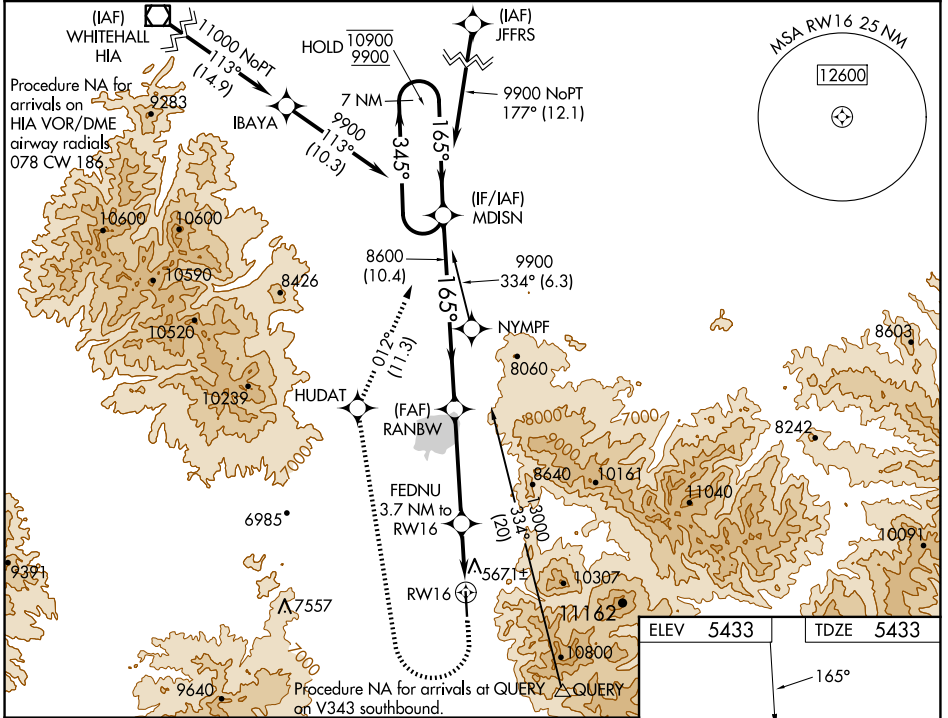 (IAF)
WHITEHALL
HIA
11000 NoPT
113°
(14.9)
Procedure NA for
arrivals on
HIA VOR/DME
airway radials
078 CW 186.
9283
IBAYA
9900
113°
(10.3)
HOLD 10900
9900
7 NM
345°
165°
(IAF)
JFFRS
9900 NoPT
177° (12.1)
MSA RW16 25 NM
12600
(IF/IAF)
MDISN
10600
10600
10590
8426
10520
10239
8600
(10.4)
165°
9900
334° (6.3)
NYMPF
8060
8603
012°
(11.3)
HUDAT
(FAF)
RANBW
8000
7000
9000
8242
7000
8640
10161
11040
FEDNU
3.7 NM to
RW16
13000
334°
(20)
6985
10091
9391
5671±
RW16
10307
11162
7557
7000
10800
9640
Procedure NA for arrivals at QUERY
on V343 southbound.
QUERY
ELEV 5433
TDZE 5433
165°